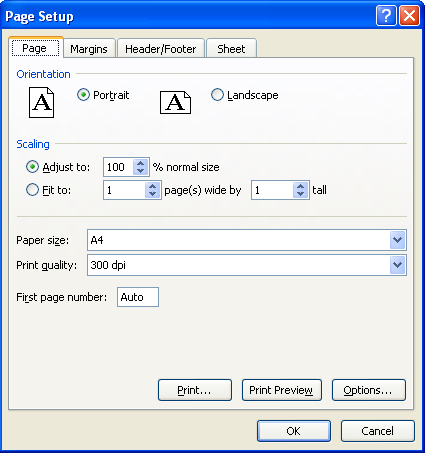 Page Setup
Page Margins Header/Footer Sheet
Orientation
A Portrait A Landscape
Scaling
Adjust to: 100 % normal size
Fit to: 1 page(s) wide by 1 tall
Paper size: A4
Print quality: 300 dpi
First page number: Auto
Print... Print Preview Options...
OK Cancel